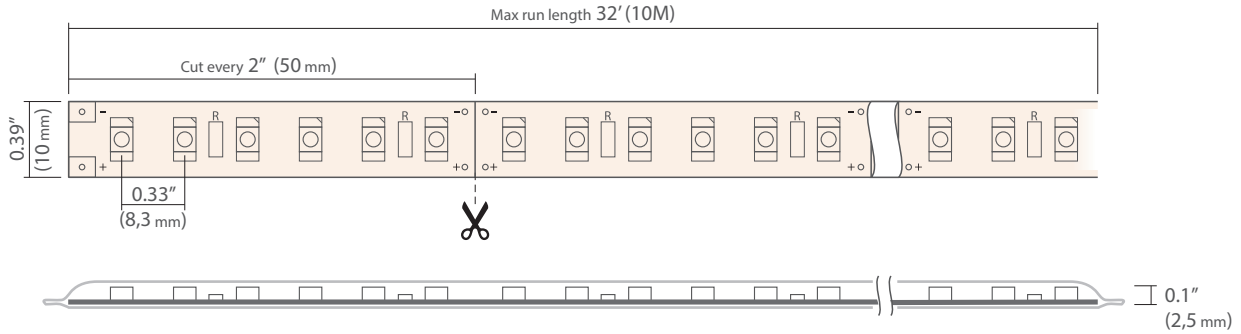 Max run length 32' (10M)
Cut every 2" (50 mm)
0.39"
(10 mm)
- R R - - R R - - R
+ + + + +
0.33"
(8,3 mm)
0.1"
(2,5 mm)